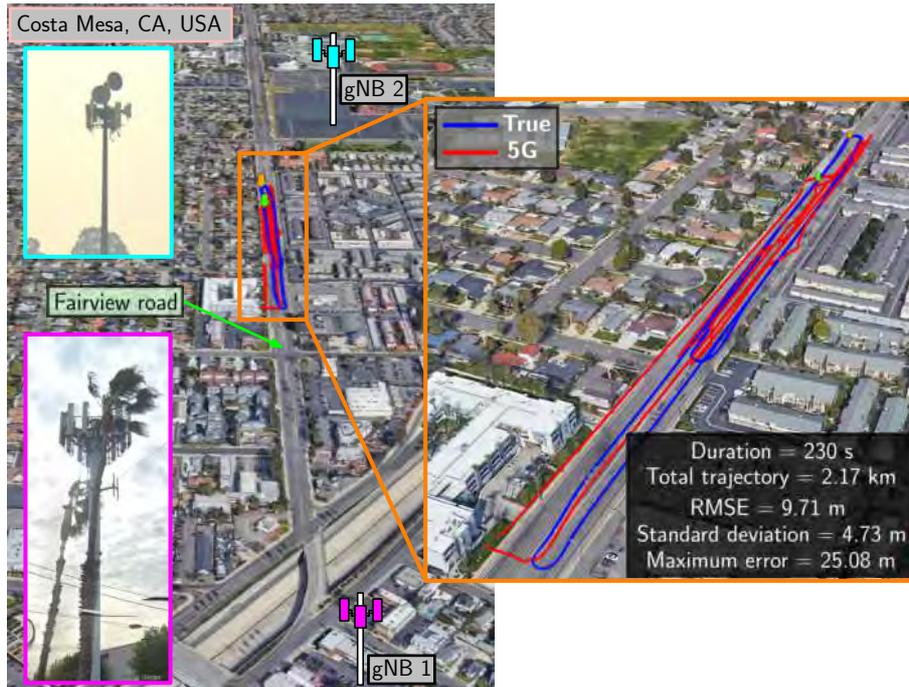 Costa Mesa, CA, USA
gNB 2
True
5G
Fairview road
Duration = 230 s
Total trajectory = 2.17 km
RMSE = 9.71 m
Standard deviation = 4.73 m
Maximum error = 25.08 m
gNB 1